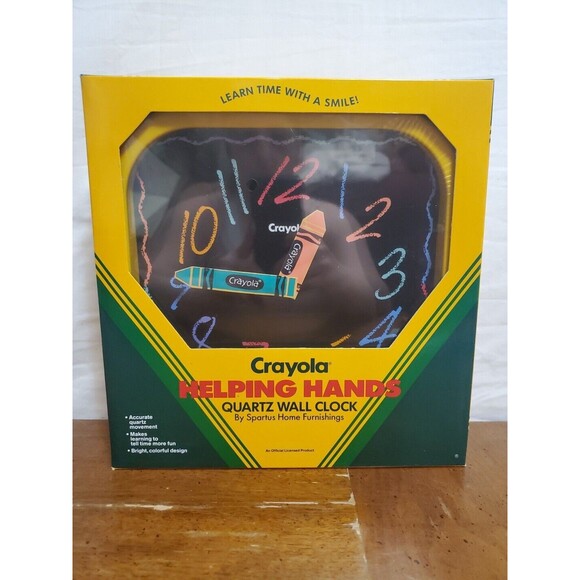 LEARN TIME WITH A SMILE!
11 12 1
10 2
Crayola
Crayola
3
Crayola®
9
8 4
Crayola®
HELPING HANDS
QUARTZ WALL CLOCK
By Spartus Home Furnishings
• Accurate
quartz
movement
• Makes
learning to
tell time more fun
• Bright, colorful design
An Official Licensed Product